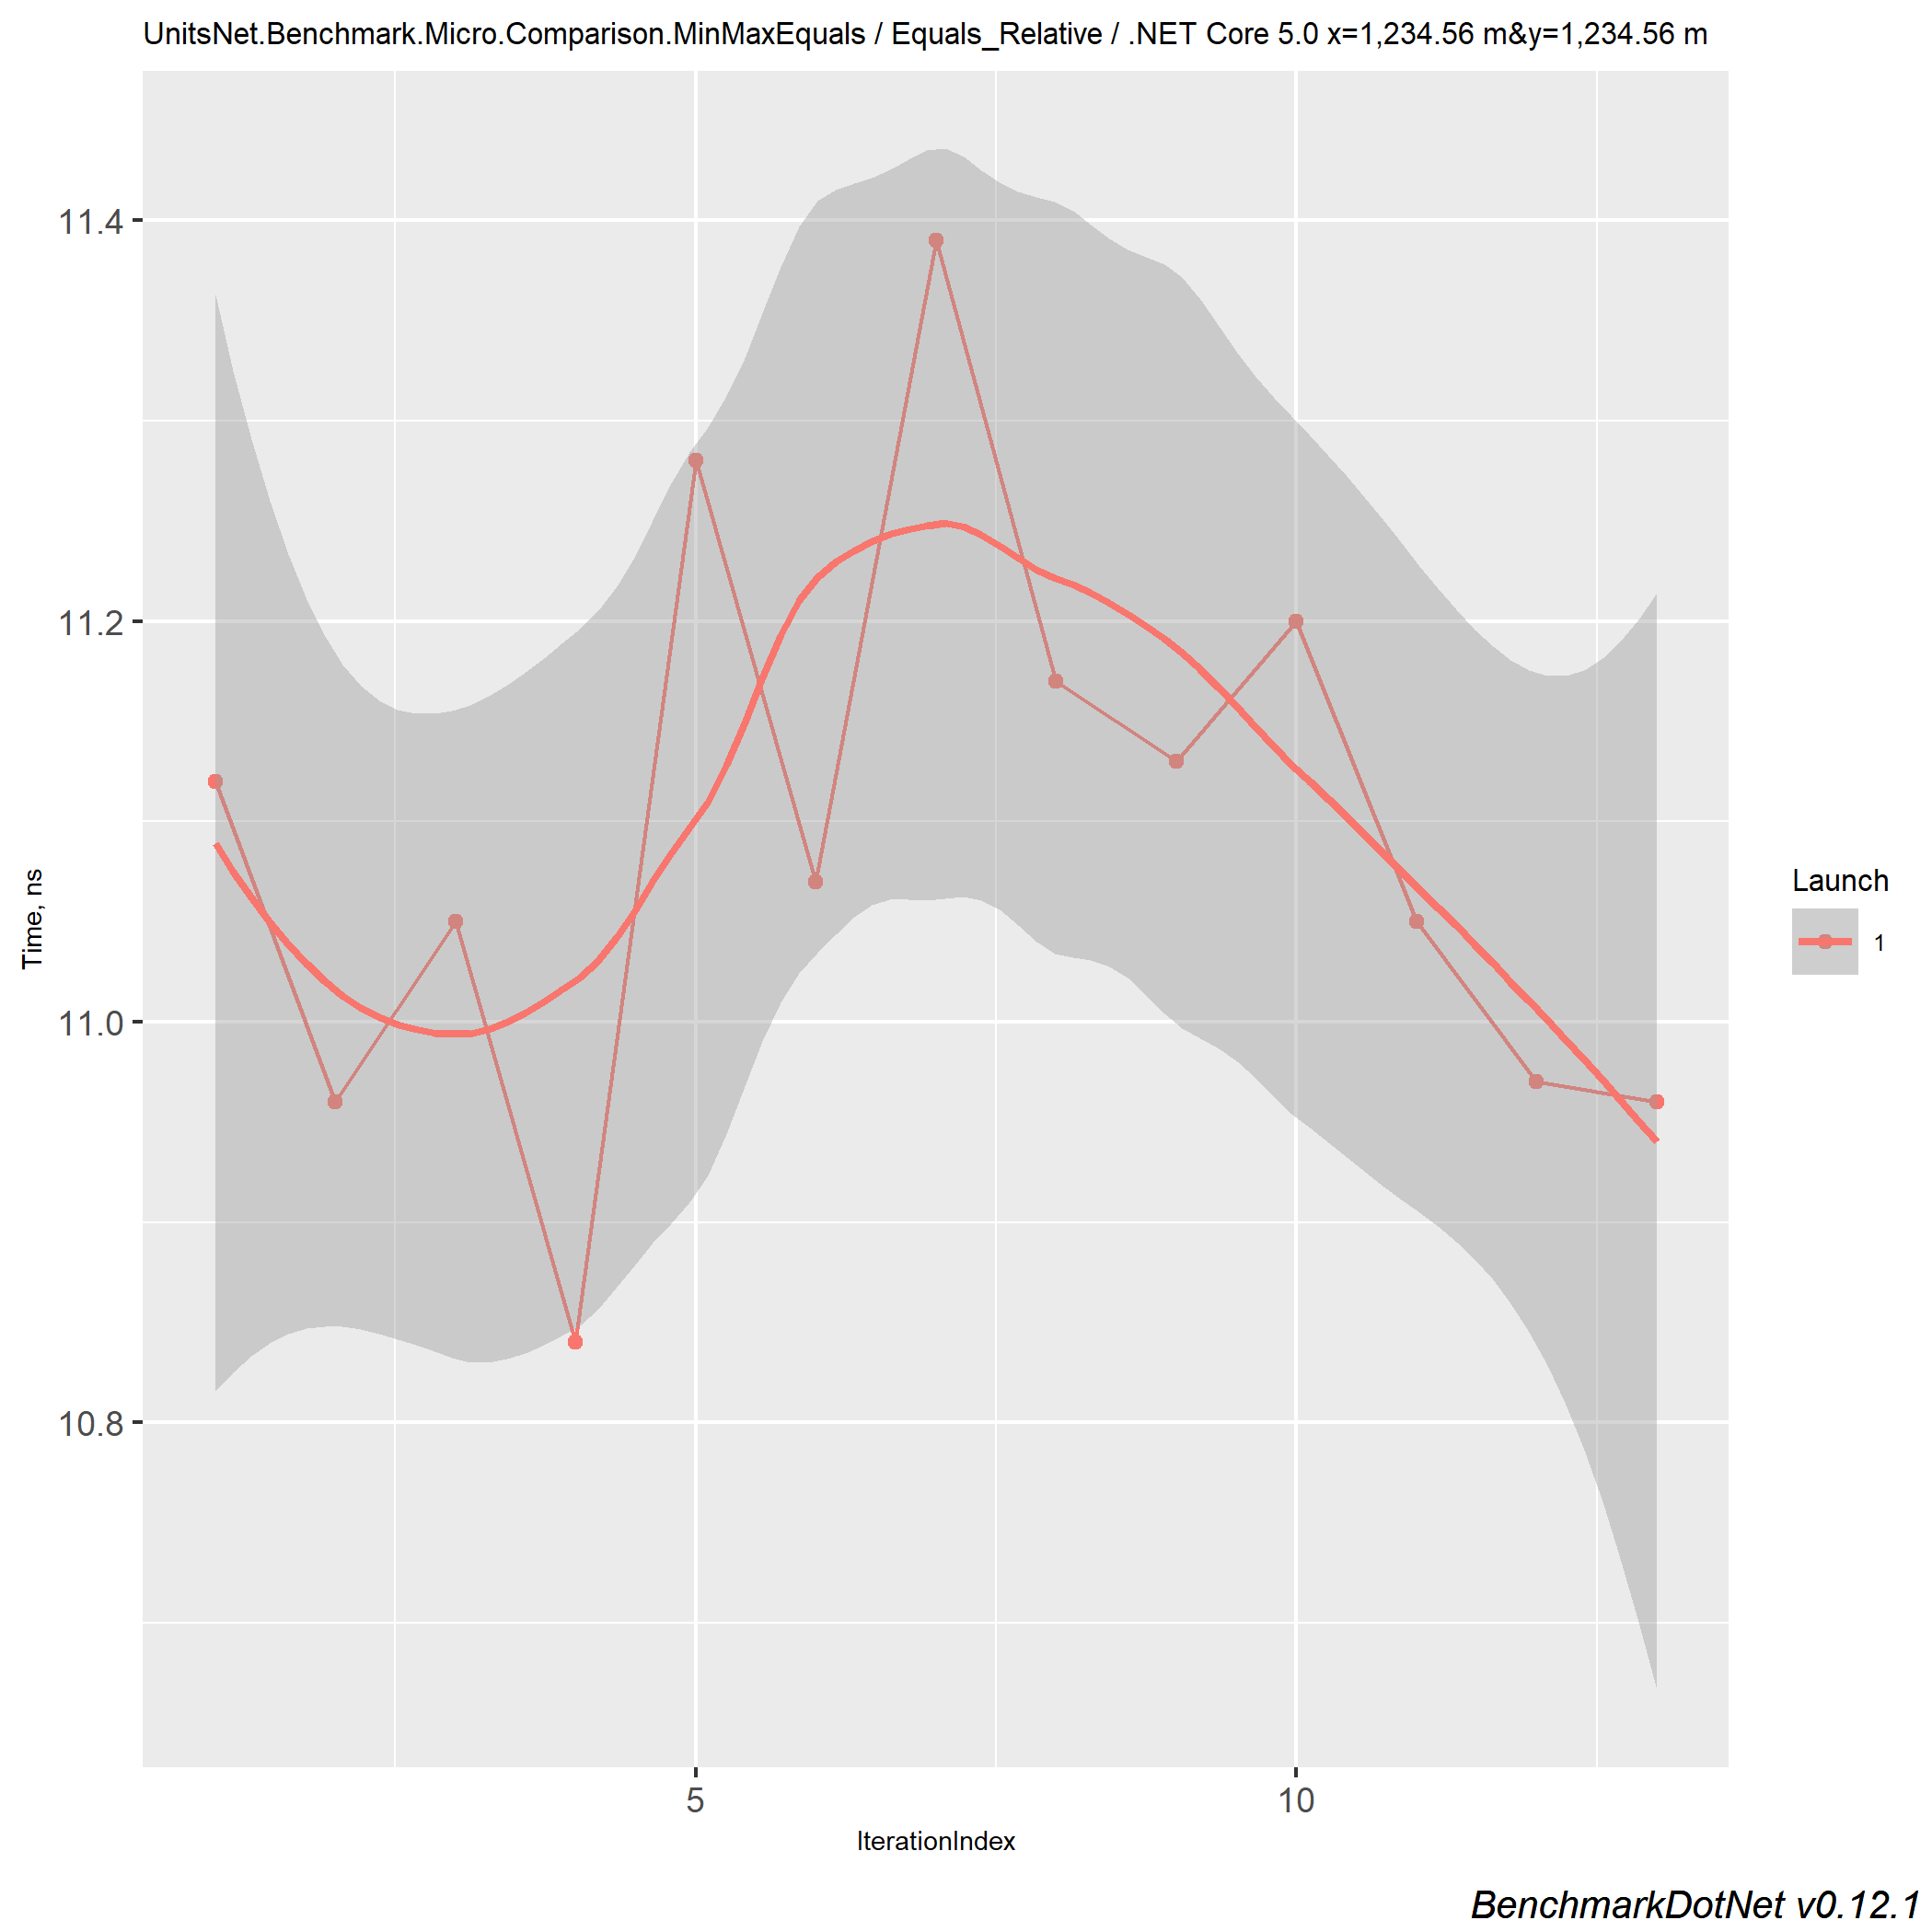 UnitsNet.Benchmark.Micro.Comparison.MinMaxEquals / Equals_Relative / .NET Core 5.0 x=1,234.56 m&y=1,234.56 m
11.4
11.2
11.0
10.8
Time, ns
5
10
IterationIndex
Launch
1
BenchmarkDotNet v0.12.1